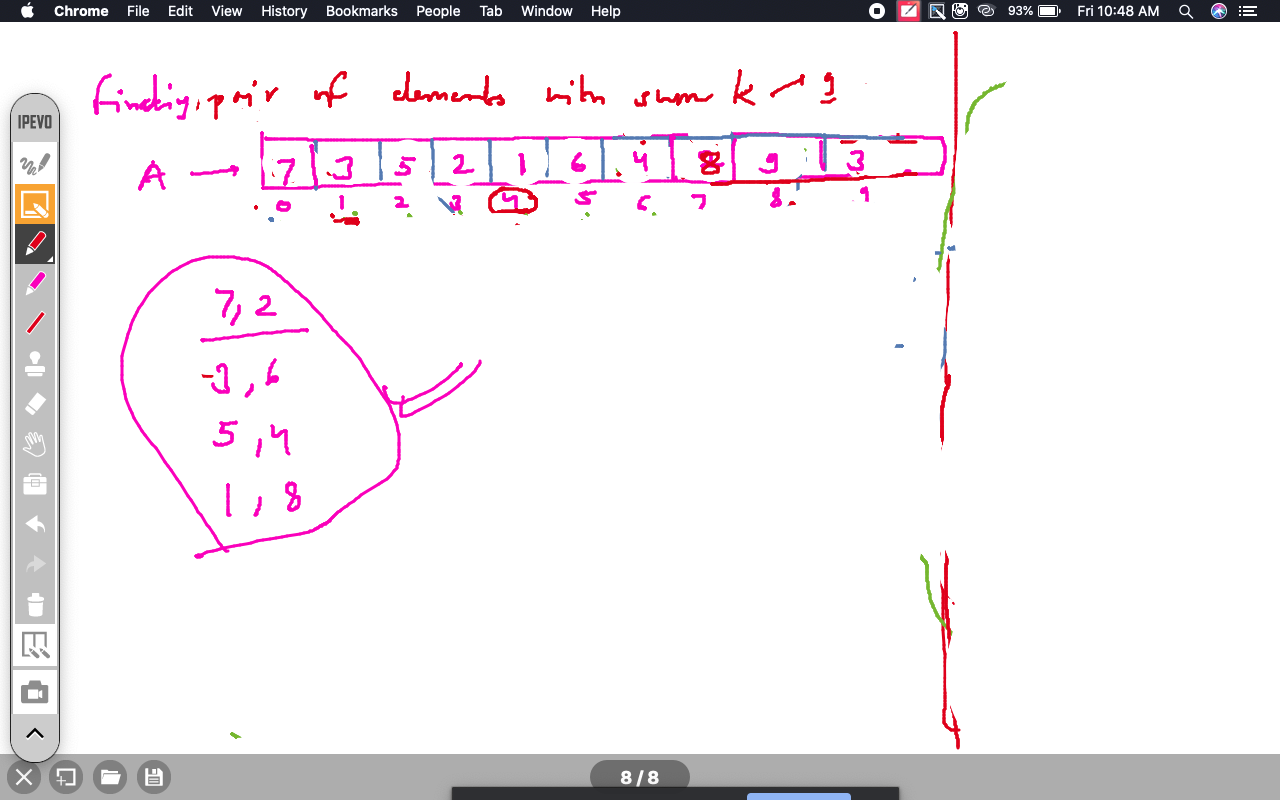 Chrome File Edit View History Bookmarks People Tab Window Help 93% Fri 10:48 AM
finding pair of elements with sum k 9
IPEVO
A → 7 3 5 2 1 6 4 8 9 3
0 1 2 3 4 5 6 7 8 9
7, 2
3, 6
5, 4
1, 8
8 / 8